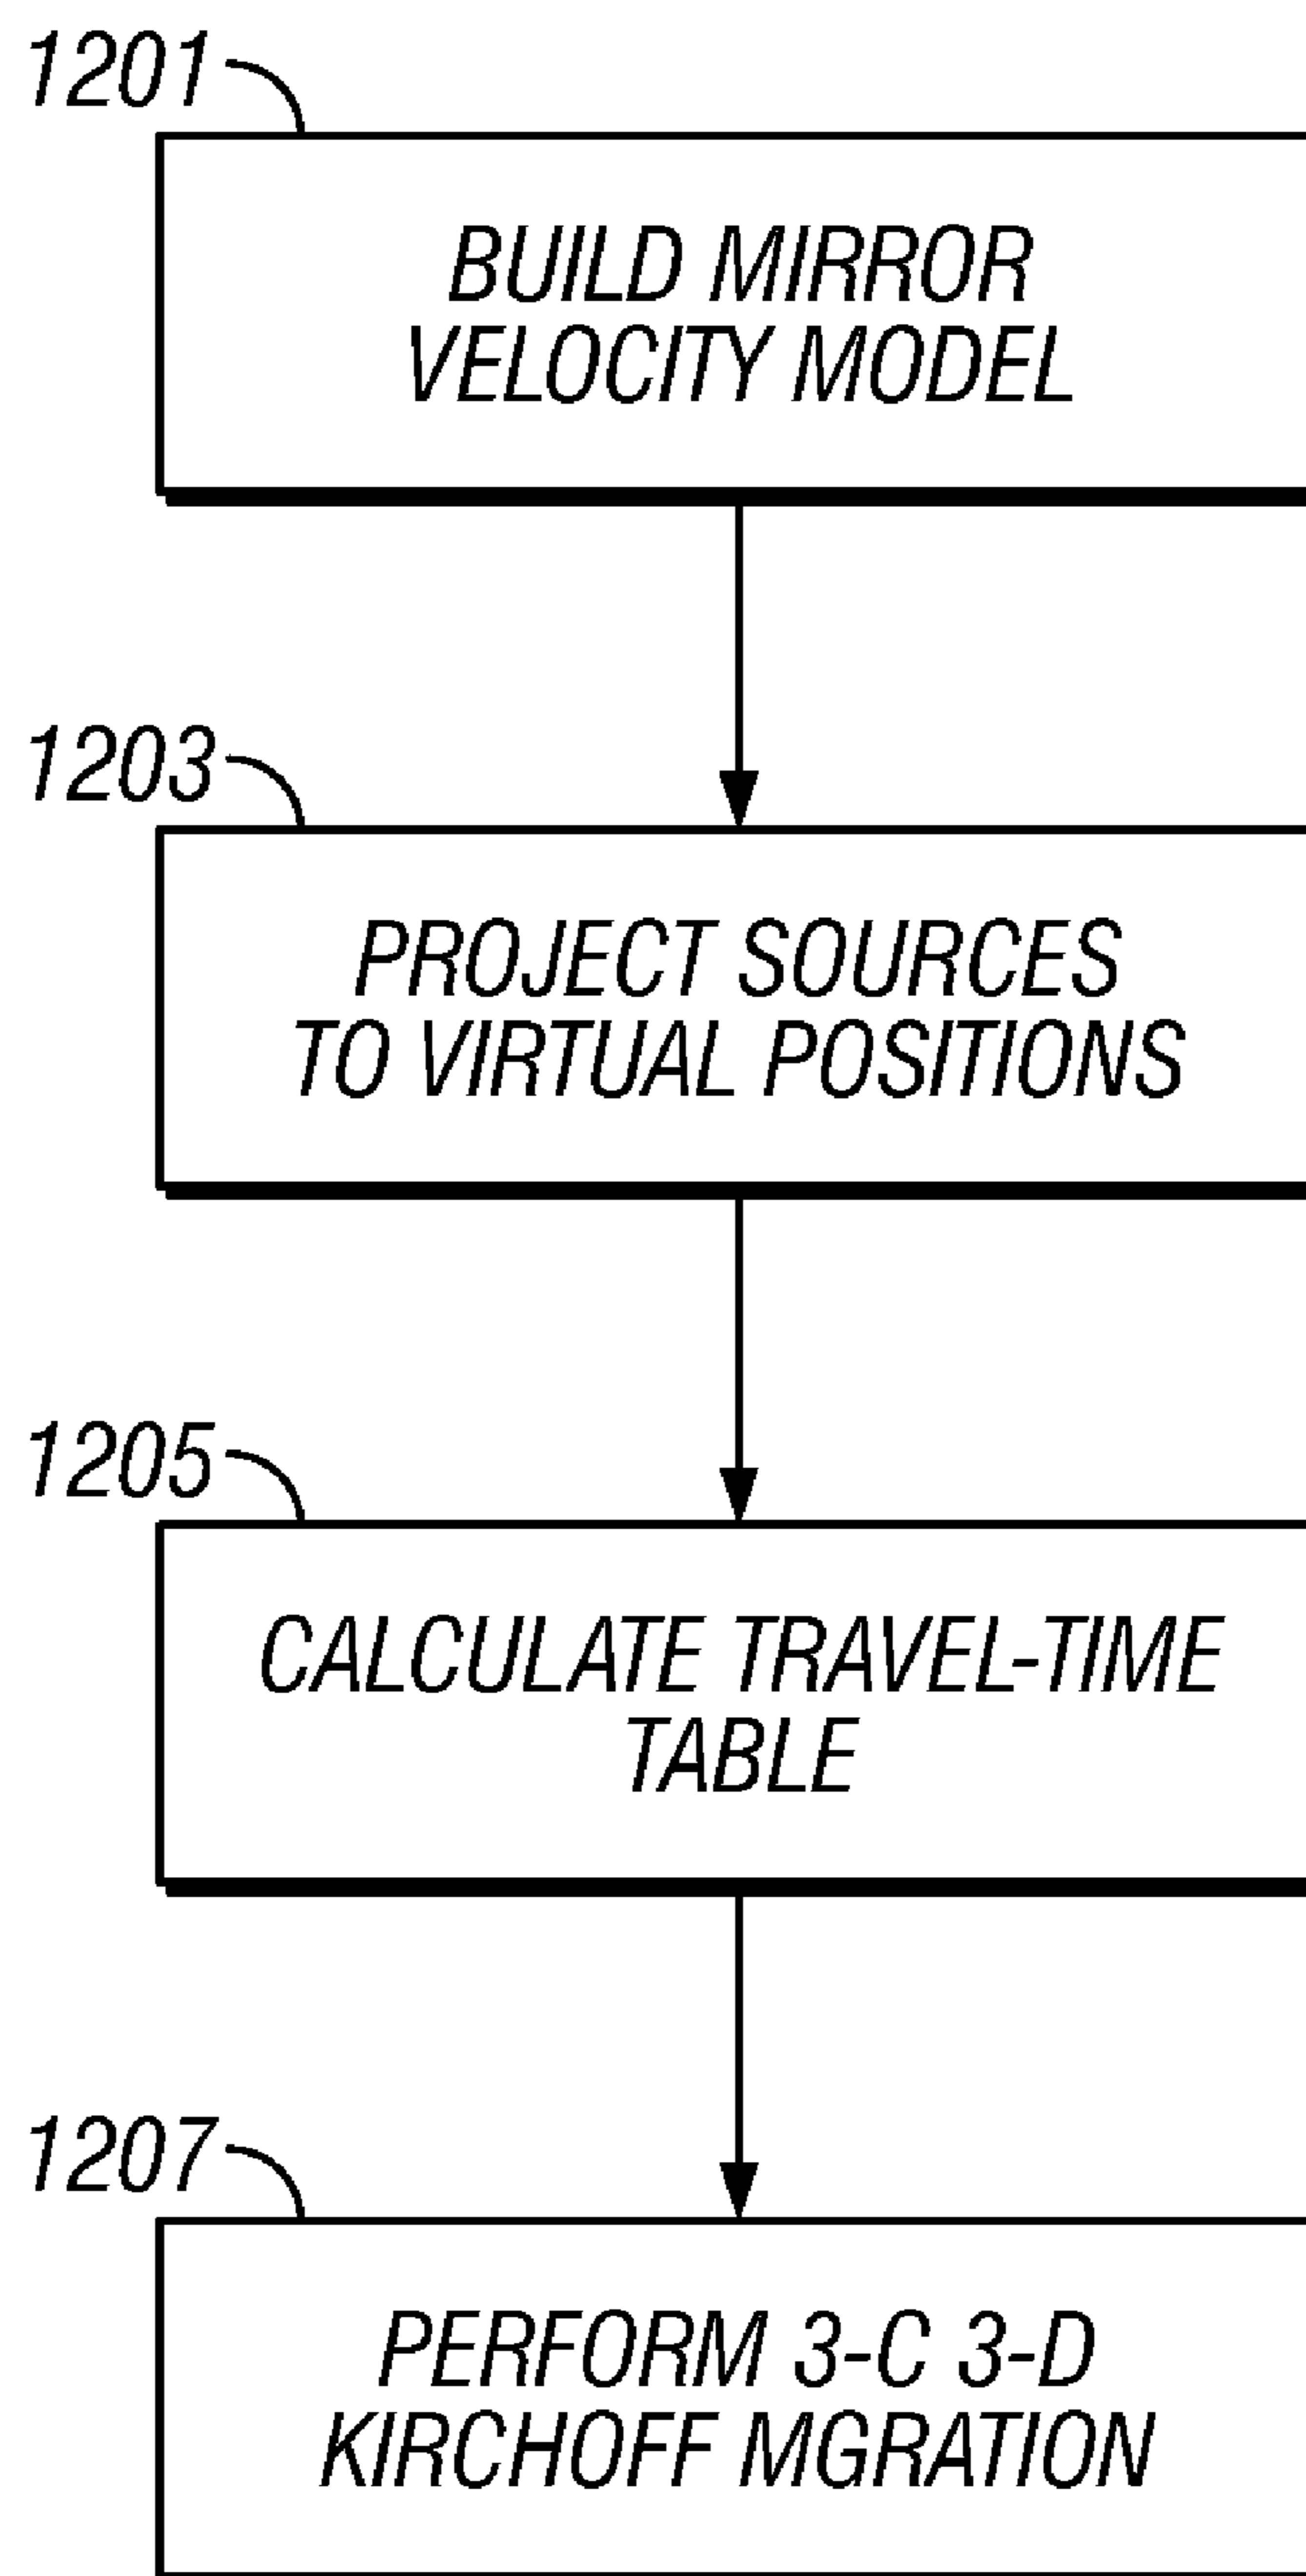 1201
BUILD MIRROR
VELOCITY MODEL
1203
PROJECT SOURCES
TO VIRTUAL POSITIONS
1205
CALCULATE TRAVEL-TIME
TABLE
1207
PERFORM 3-C 3-D
KIRCHOFF MGRATION